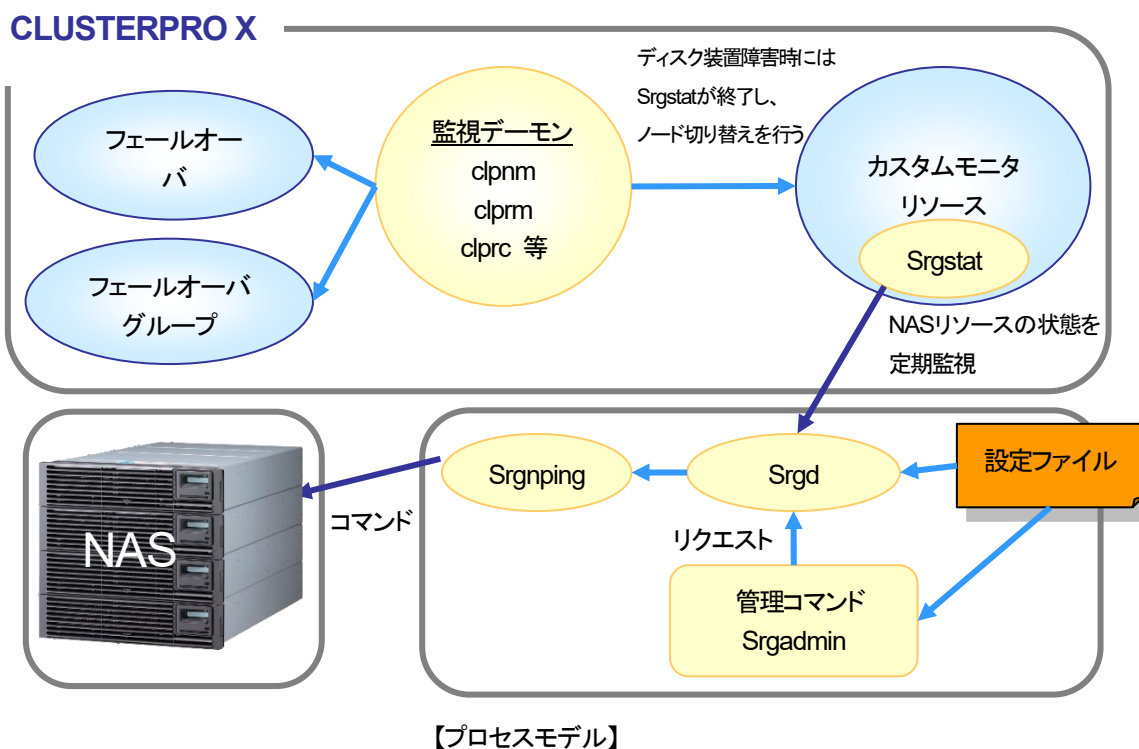 CLUSTERPRO X
ディスク装置障害時には
Srgstatが終了し、
ノード切り替えを行う
フェールオー
バ
監視デーモン
clpnm
clprm
clprc 等
カスタムモニタ
リソース
Srgstat
フェールオーバ
グループ
NASリソースの状態を
定期監視
NAS
コマンド
Srgnping
Srgd
設定ファイル
リクエスト
管理コマンド
Srgadmin
【プロセスモデル】